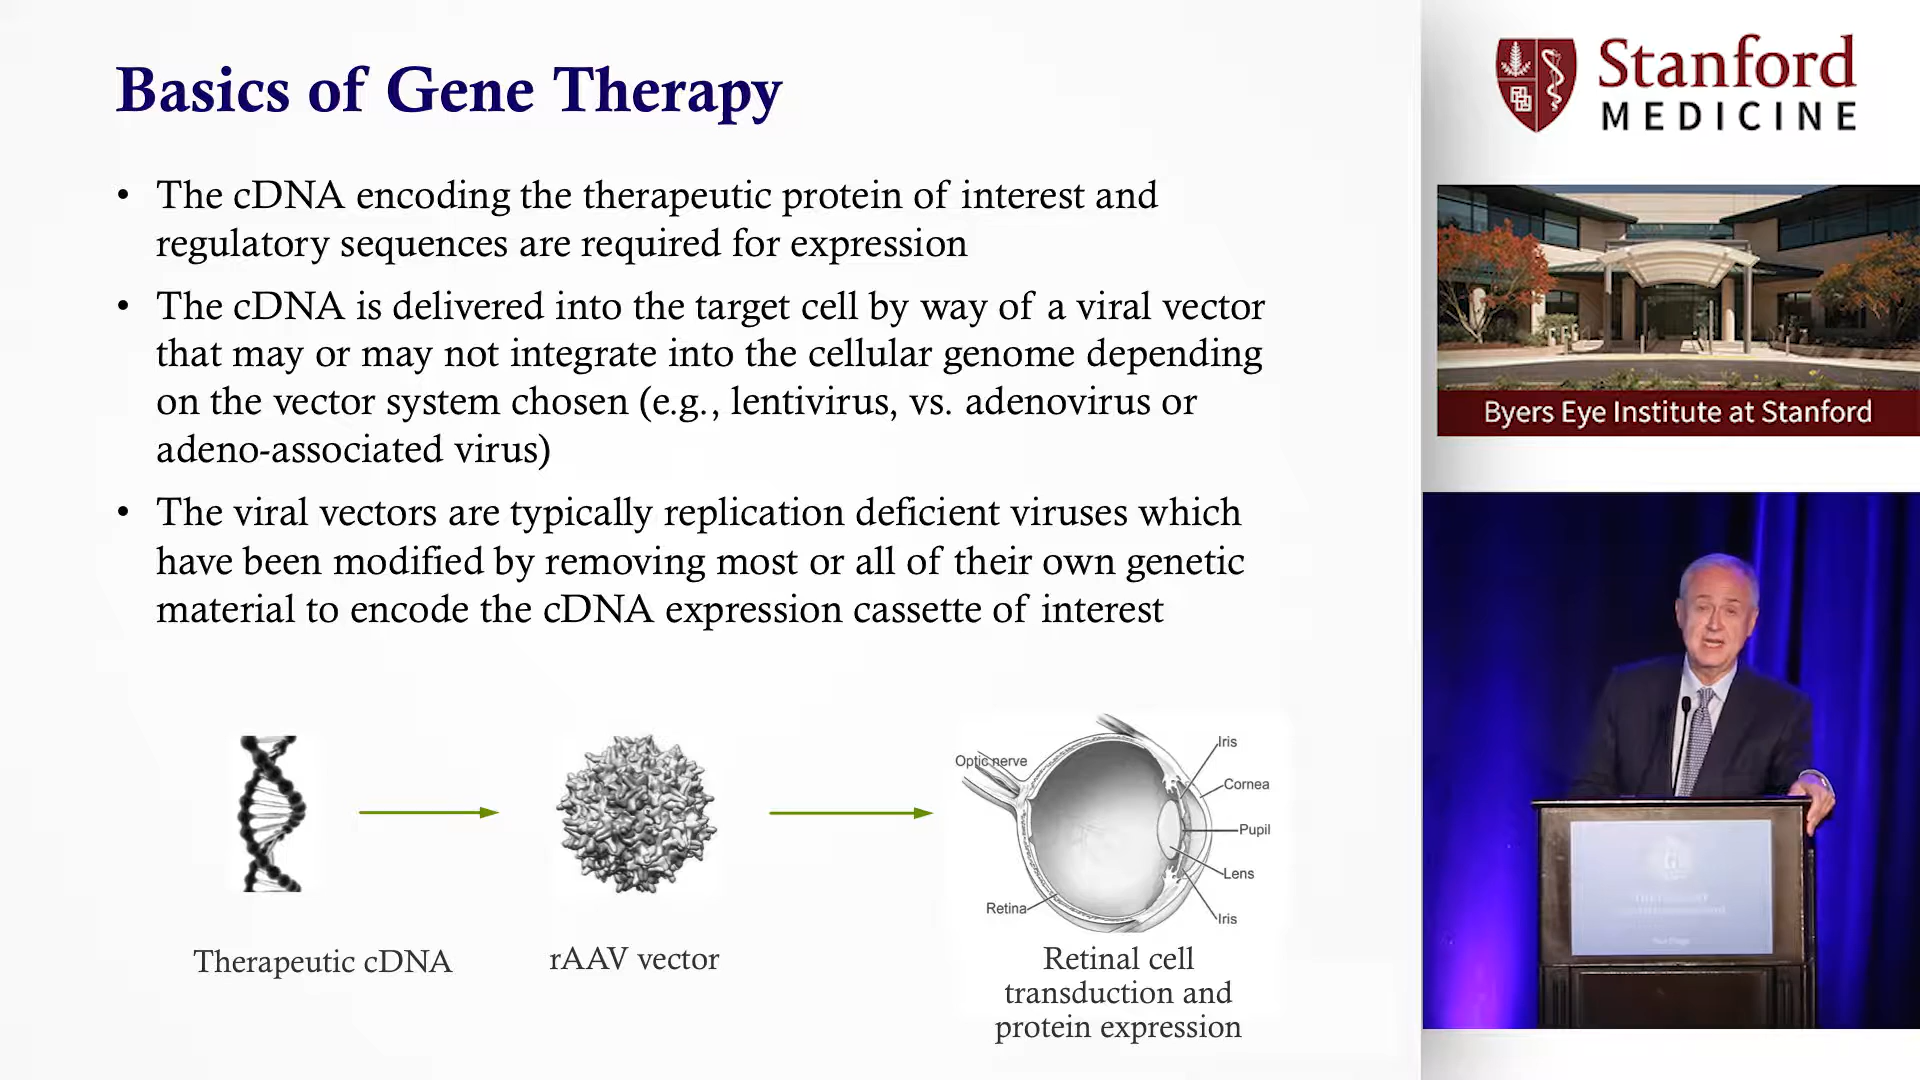 Basics of Gene Therapy
• The cDNA encoding the therapeutic protein of interest and
regulatory sequences are required for expression
• The cDNA is delivered into the target cell by way of a viral vector
that may or may not integrate into the cellular genome depending
on the vector system chosen (e.g., lentivirus, vs. adenovirus or
adeno-associated virus)
• The viral vectors are typically replication deficient viruses which
have been modified by removing most or all of their own genetic
material to encode the cDNA expression cassette of interest
Therapeutic cDNA
rAAV vector
Optic nerve
Iris
Cornea
Pupil
Lens
Iris
Retina
Retinal cell
transduction and
protein expression
Stanford
MEDICINE
Byers Eye Institute at Stanford